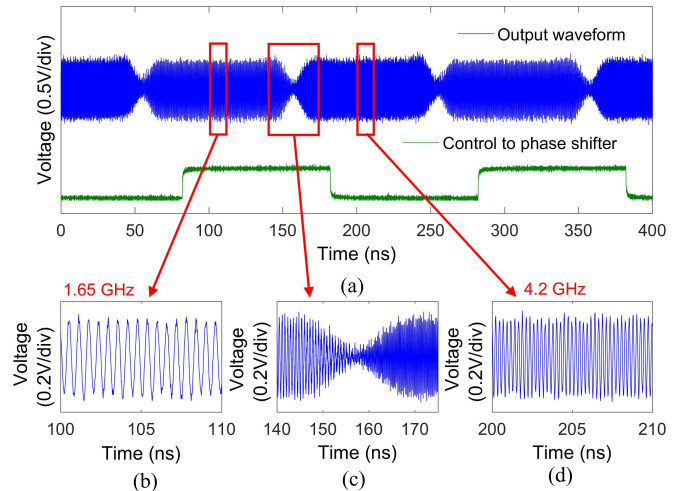 (a)
Voltage (0.5V/div)
Output waveform
Control to phase shifter
0 50 100 150 200 250 300 350 400
Time (ns)
(a)
1.65 GHz
4.2 GHz
Voltage
(0.2V/div)
100 105 110
Time (ns)
(b)
Voltage
(0.2V/div)
140 150 160 170
Time (ns)
(c)
Voltage
(0.2V/div)
200 205 210
Time (ns)
(d)